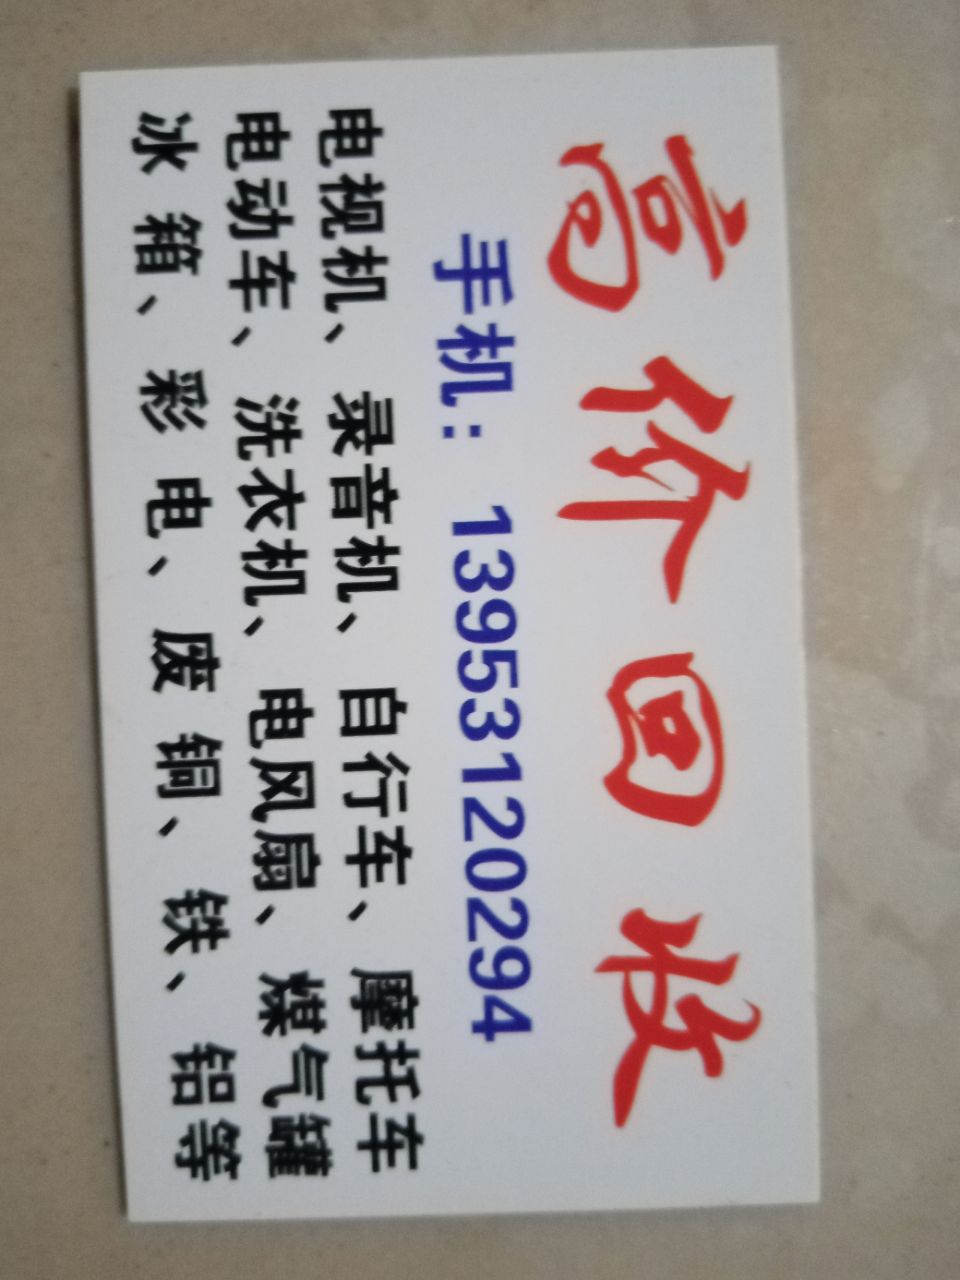 高价回收
手机：13953120294
电视机、录音机、自行车、摩托车
电动车、洗衣机、电风扇、煤气罐
冰箱、彩电、废铜、铁、铝等